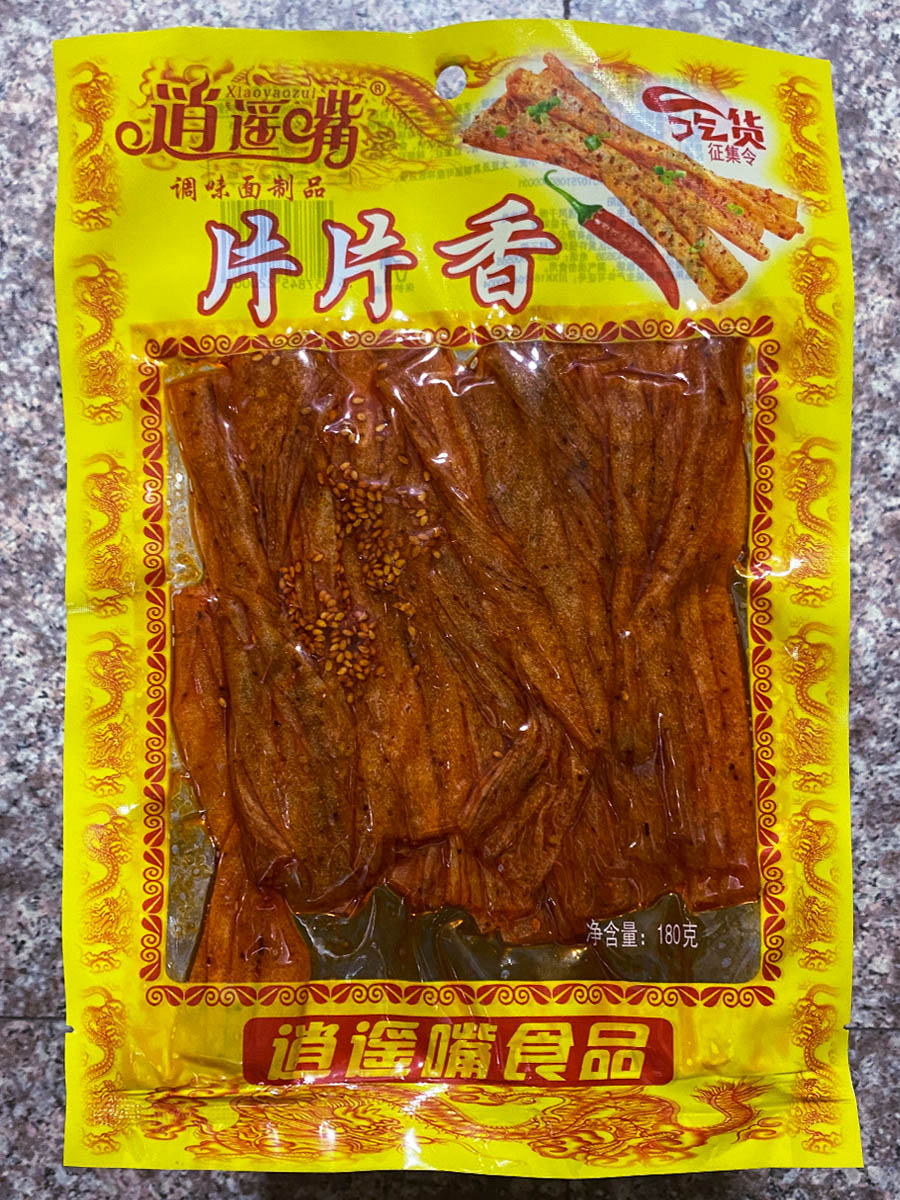 Xiaoyaozui
逍遥嘴®
调味面制品
吃货
征集令
片片香
净含量：180克
逍遥嘴食品